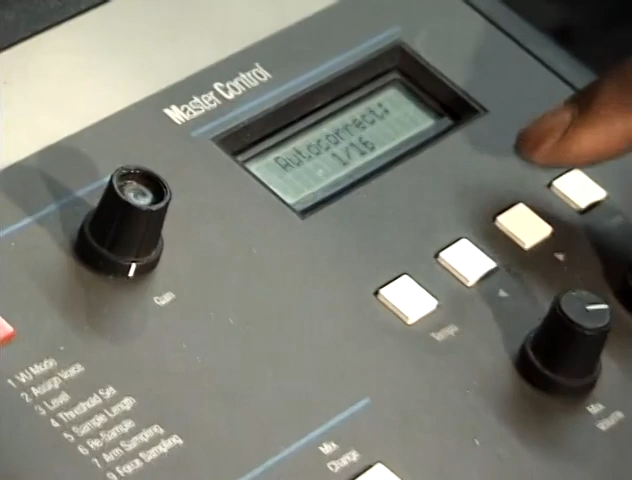 Master Control
Autocorrect:
1/16
Gain
Tempo
Mix
Volume
1 VU Mode
2 Assign Voice
3 Level
4 Threshold Set
5 Sample Length
6 Re-Sample
7 Arm Sampling
8 Force Sampling
Mix
Change